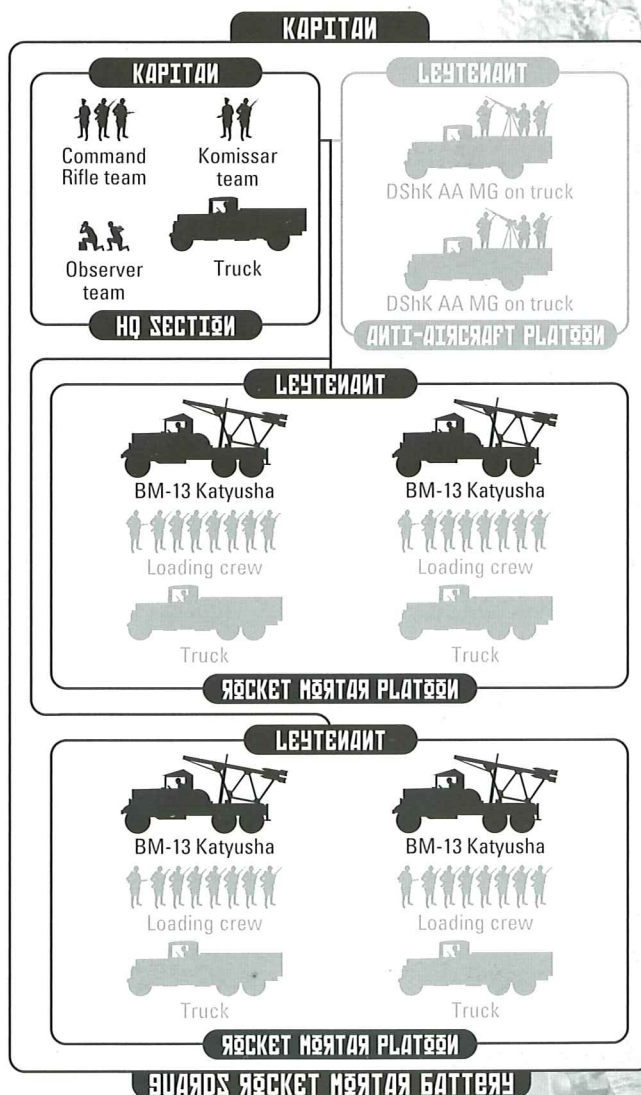 KAPITAN
KAPITAN
Command
Rifle team
Komissar
team
Observer
team
Truck
HQ SECTION
LEYTENANT
DShK AA MG on truck
DShK AA MG on truck
ANTI-AIRCRAFT PLATOON
LEYTENANT
BM-13 Katyusha
BM-13 Katyusha
Loading crew
Loading crew
Truck
Truck
ROCKET MORTAR PLATOON
LEYTENANT
BM-13 Katyusha
BM-13 Katyusha
Loading crew
Loading crew
Truck
Truck
ROCKET MORTAR PLATOON
GUARDS ROCKET MORTAR BATTERY